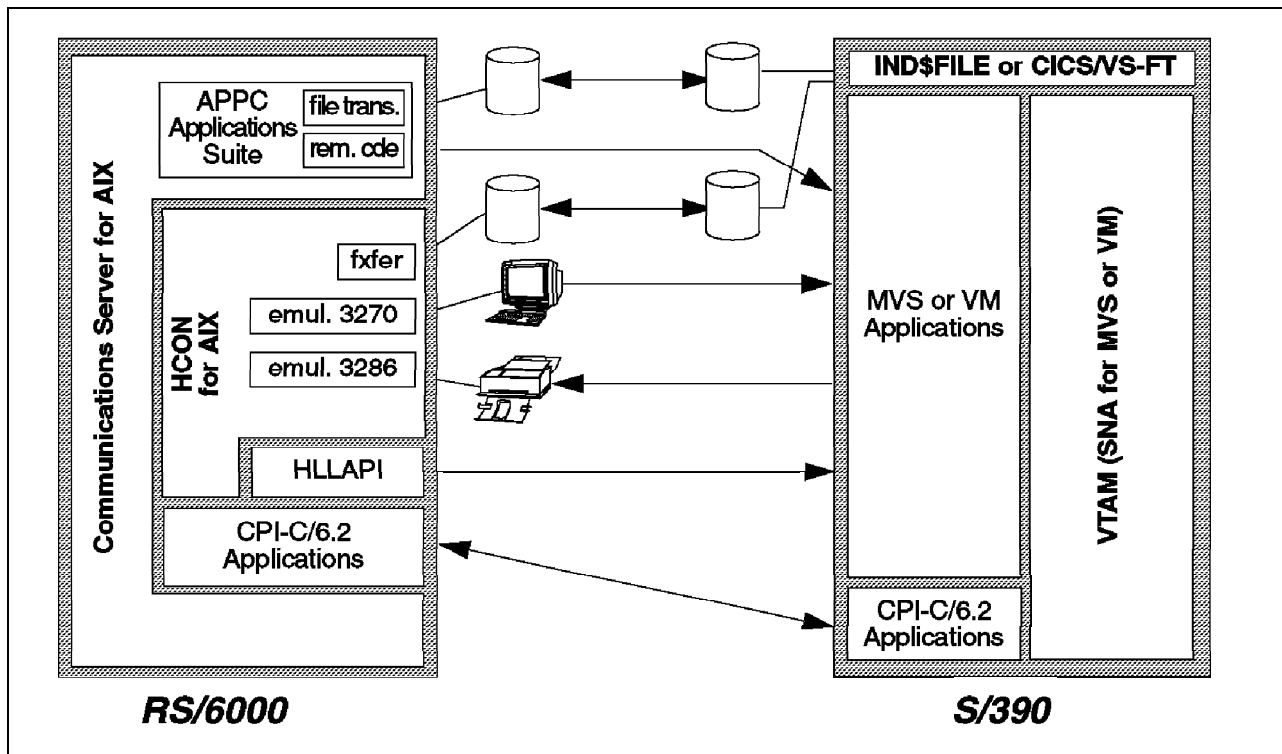 Communications Server for AIX
APPC
Applications
Suite
file trans.
rem. cde
HCON
for AIX
fxfer
emul. 3270
emul. 3286
HLLAPI
CPI-C/6.2
Applications
RS/6000
IND$FILE or CICS/VS-FT
MVS or VM
Applications
VTAM (SNA for MVS or VM)
CPI-C/6.2
Applications
S/390